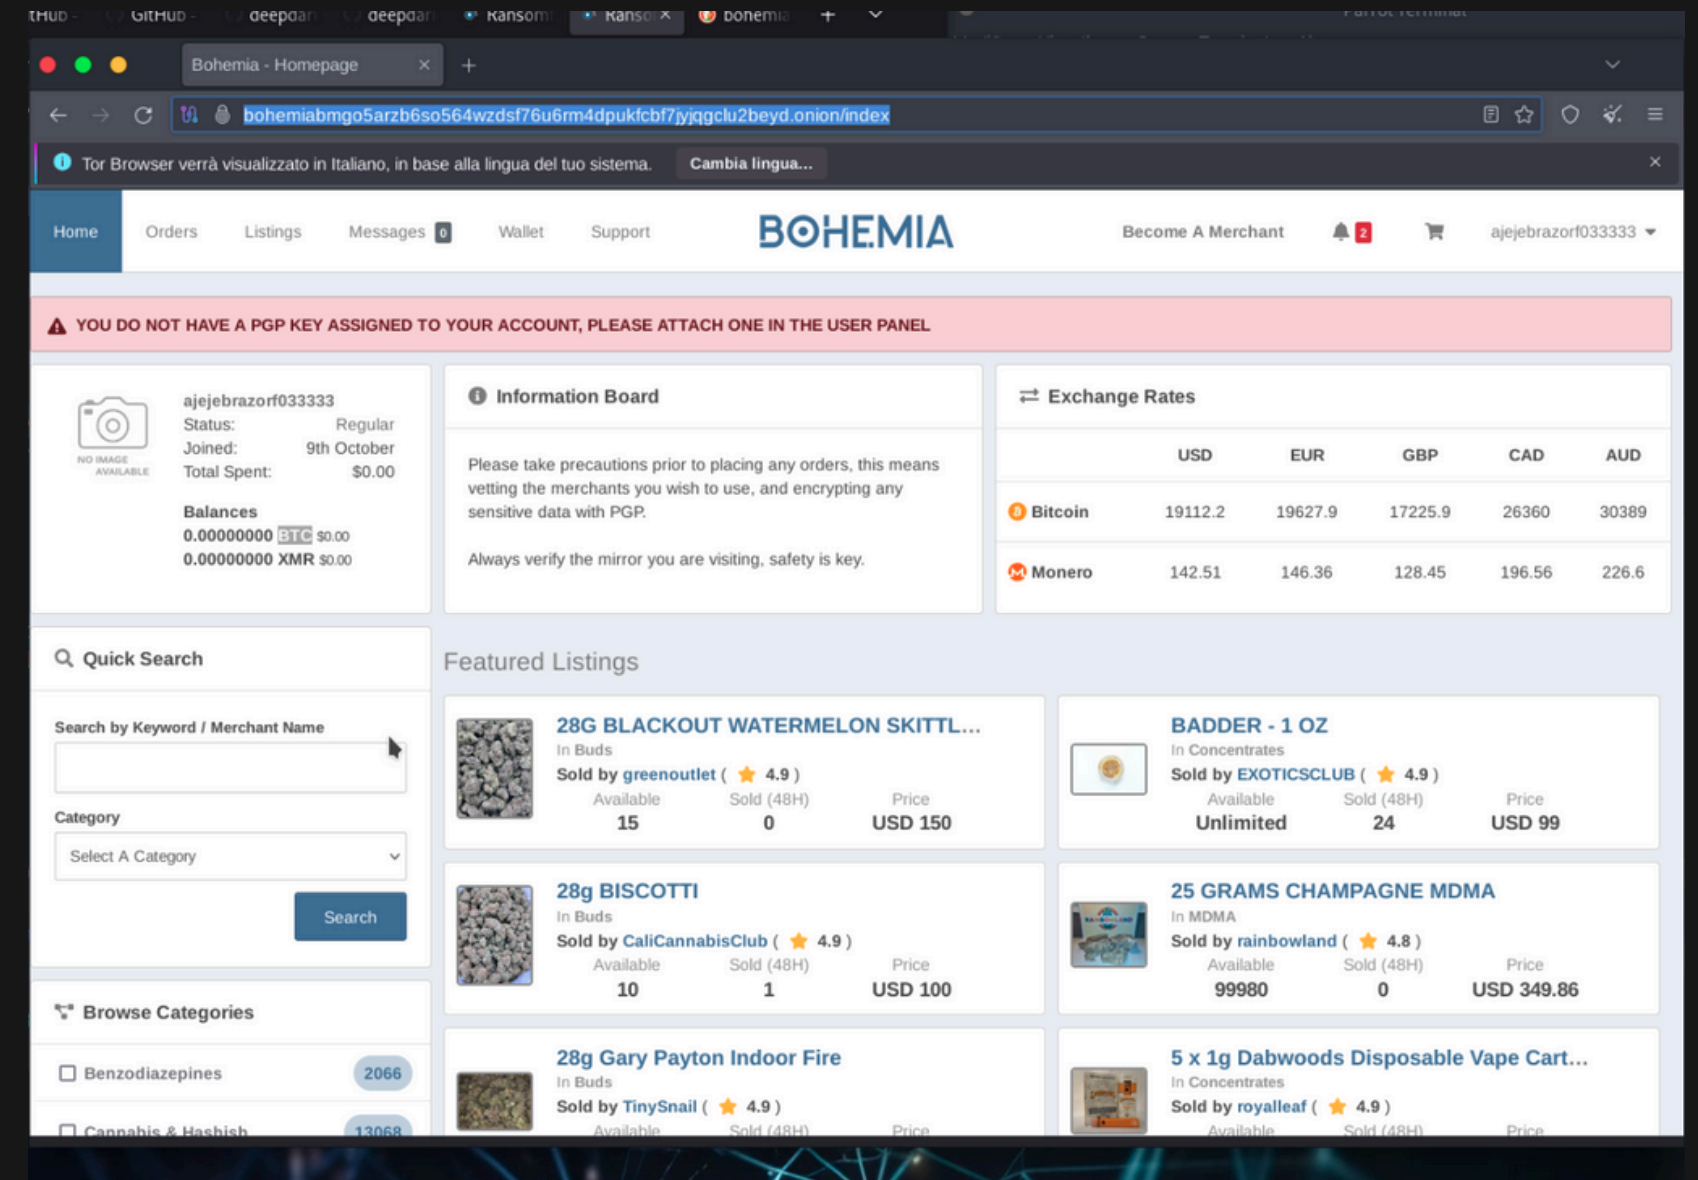 GitHub
deepdar
deepdar
Ransom
Ranso
bohemia
Parrot Terminal
Bohemia - Homepage
bohemiabmgo5arzb6so564wzdsf76u6rm4dpukfcbf7jyjqgclu2beyd.onion/index
Tor Browser verrà visualizzato in Italiano, in base alla lingua del tuo sistema. Cambia lingua...
Home Orders Listings Messages 0 Wallet Support BOHEMIA Become A Merchant 2 ajejebrazorf033333
YOU DO NOT HAVE A PGP KEY ASSIGNED TO YOUR ACCOUNT, PLEASE ATTACH ONE IN THE USER PANEL
NO IMAGE
AVAILABLE
ajejebrazorf033333
Status: Regular
Joined: 9th October
Total Spent: $0.00
Balances
0.00000000 BTC $0.00
0.00000000 XMR $0.00
Information Board
Please take precautions prior to placing any orders, this means
vetting the merchants you wish to use, and encrypting any
sensitive data with PGP.
Always verify the mirror you are visiting, safety is key.
Exchange Rates
USD EUR GBP CAD AUD
Bitcoin 19112.2 19627.9 17225.9 26360 30389
Monero 142.51 146.36 128.45 196.56 226.6
Quick Search
Search by Keyword / Merchant Name
Category
Select A Category
Search
Browse Categories
Benzodiazepines 2066
Cannabis & Hashish 13068
Featured Listings
28G BLACKOUT WATERMELON SKITTL...
In Buds
Sold by greenoutlet ( 4.9 )
Available Sold (48H) Price
15 0 USD 150
BADDER - 1 OZ
In Concentrates
Sold by EXOTICSCLUB ( 4.9 )
Available Sold (48H) Price
Unlimited 24 USD 99
28g BISCOTTI
In Buds
Sold by CaliCannabisClub ( 4.9 )
Available Sold (48H) Price
10 1 USD 100
25 GRAMS CHAMPAGNE MDMA
In MDMA
Sold by rainbowland ( 4.8 )
Available Sold (48H) Price
99980 0 USD 349.86
28g Gary Payton Indoor Fire
In Buds
Sold by TinySnail ( 4.9 )
Available Sold (48H) Price
5 x 1g Dabwoods Disposable Vape Cart...
In Concentrates
Sold by royalleaf ( 4.9 )
Available Sold (48H) Price